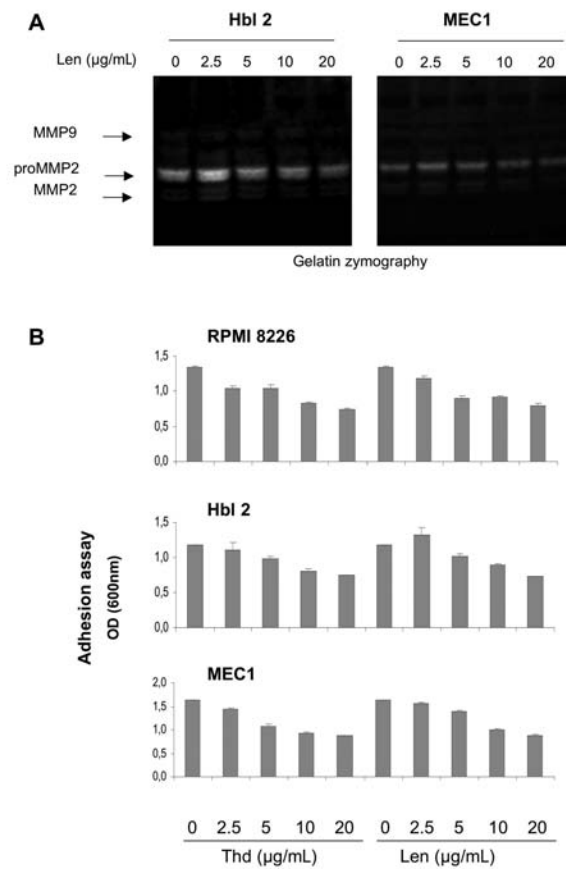 A
Hbl 2
MEC1
Len (µg/mL)
0 2.5 5 10 20
0 2.5 5 10 20
MMP9
proMMP2
MMP2
Gelatin zymography
B
RPMI 8226
1,5
1,0
0,5
0,0
Hbl 2
1,5
1,0
0,5
0,0
MEC1
2,0
1,5
1,0
0,5
0,0
Adhesion assay
OD (600nm)
0 2.5 5 10 20 0 2.5 5 10 20
Thd (µg/mL) Len (µg/mL)